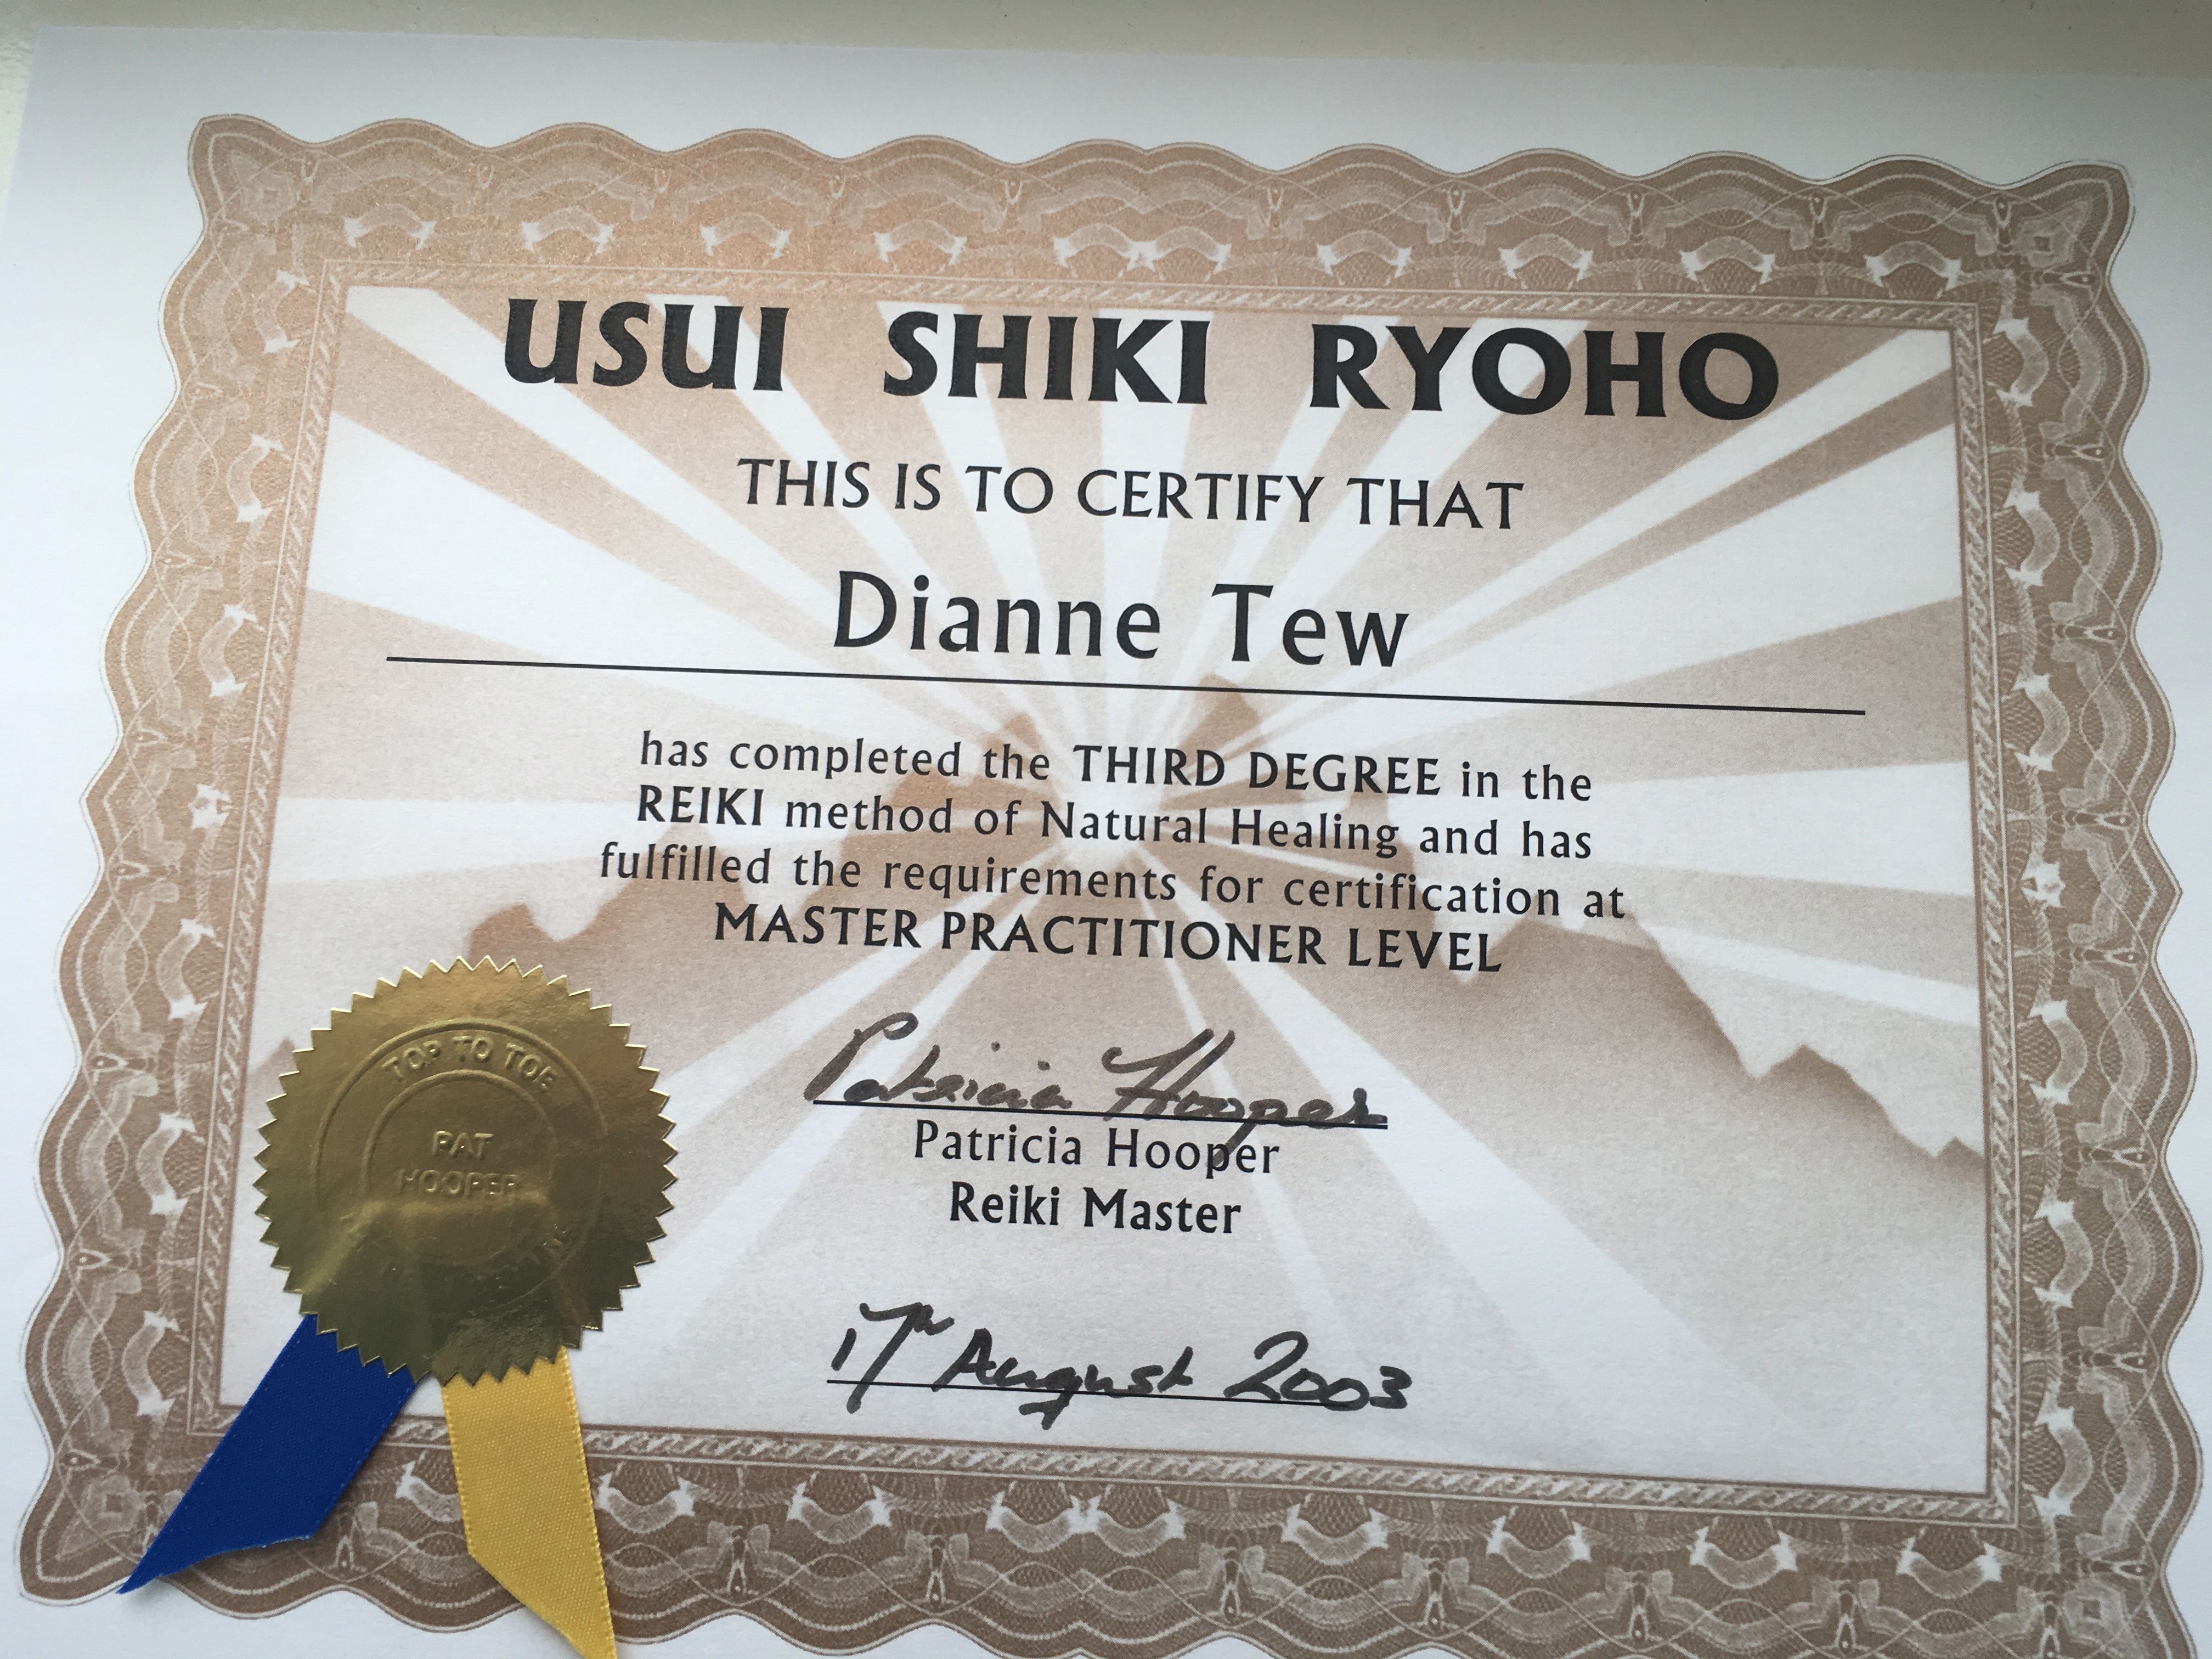 USUI SHIKI RYOHO
THIS IS TO CERTIFY THAT
Dianne Tew
has completed the THIRD DEGREE in the
REIKI method of Natural Healing and has
fulfilled the requirements for certification at
MASTER PRACTITIONER LEVEL
Patricia Hooper
Patricia Hooper
Reiki Master
17th August 2003
TOP TO TOE
PAT
HOOPER